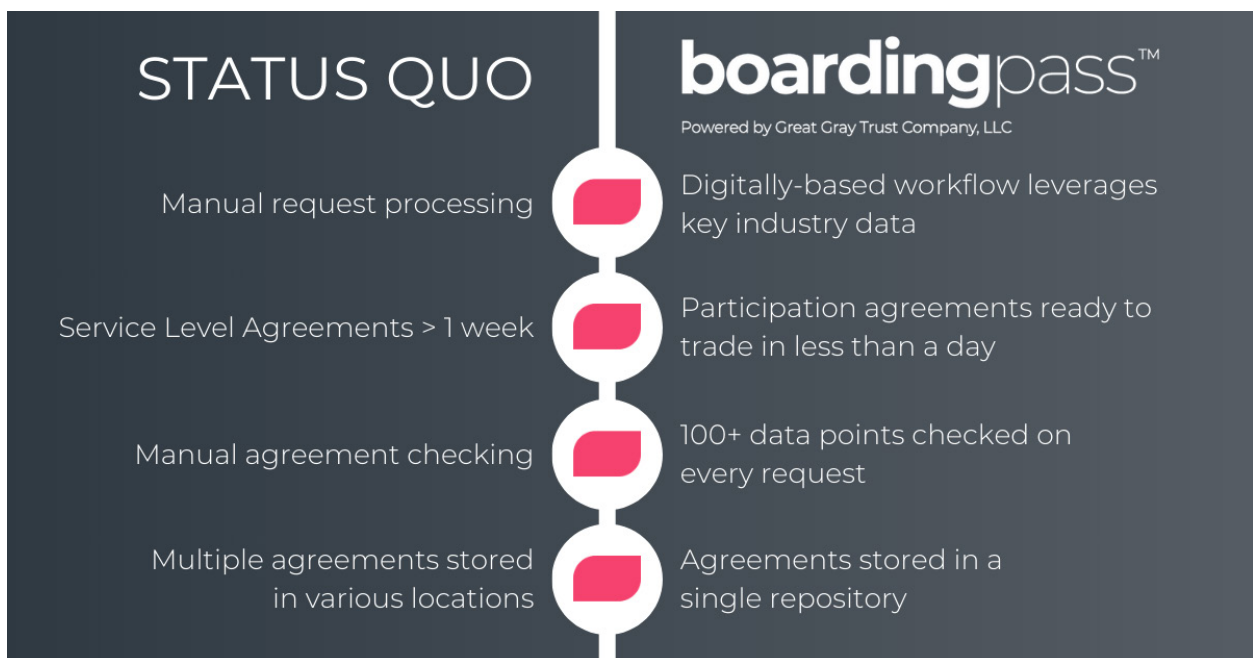 STATUS QUO
boardingpass™
Powered by Great Gray Trust Company, LLC
Manual request processing
Digitally-based workflow leverages
key industry data
Service Level Agreements > 1 week
Participation agreements ready to
trade in less than a day
Manual agreement checking
100+ data points checked on
every request
Multiple agreements stored
in various locations
Agreements stored in a
single repository